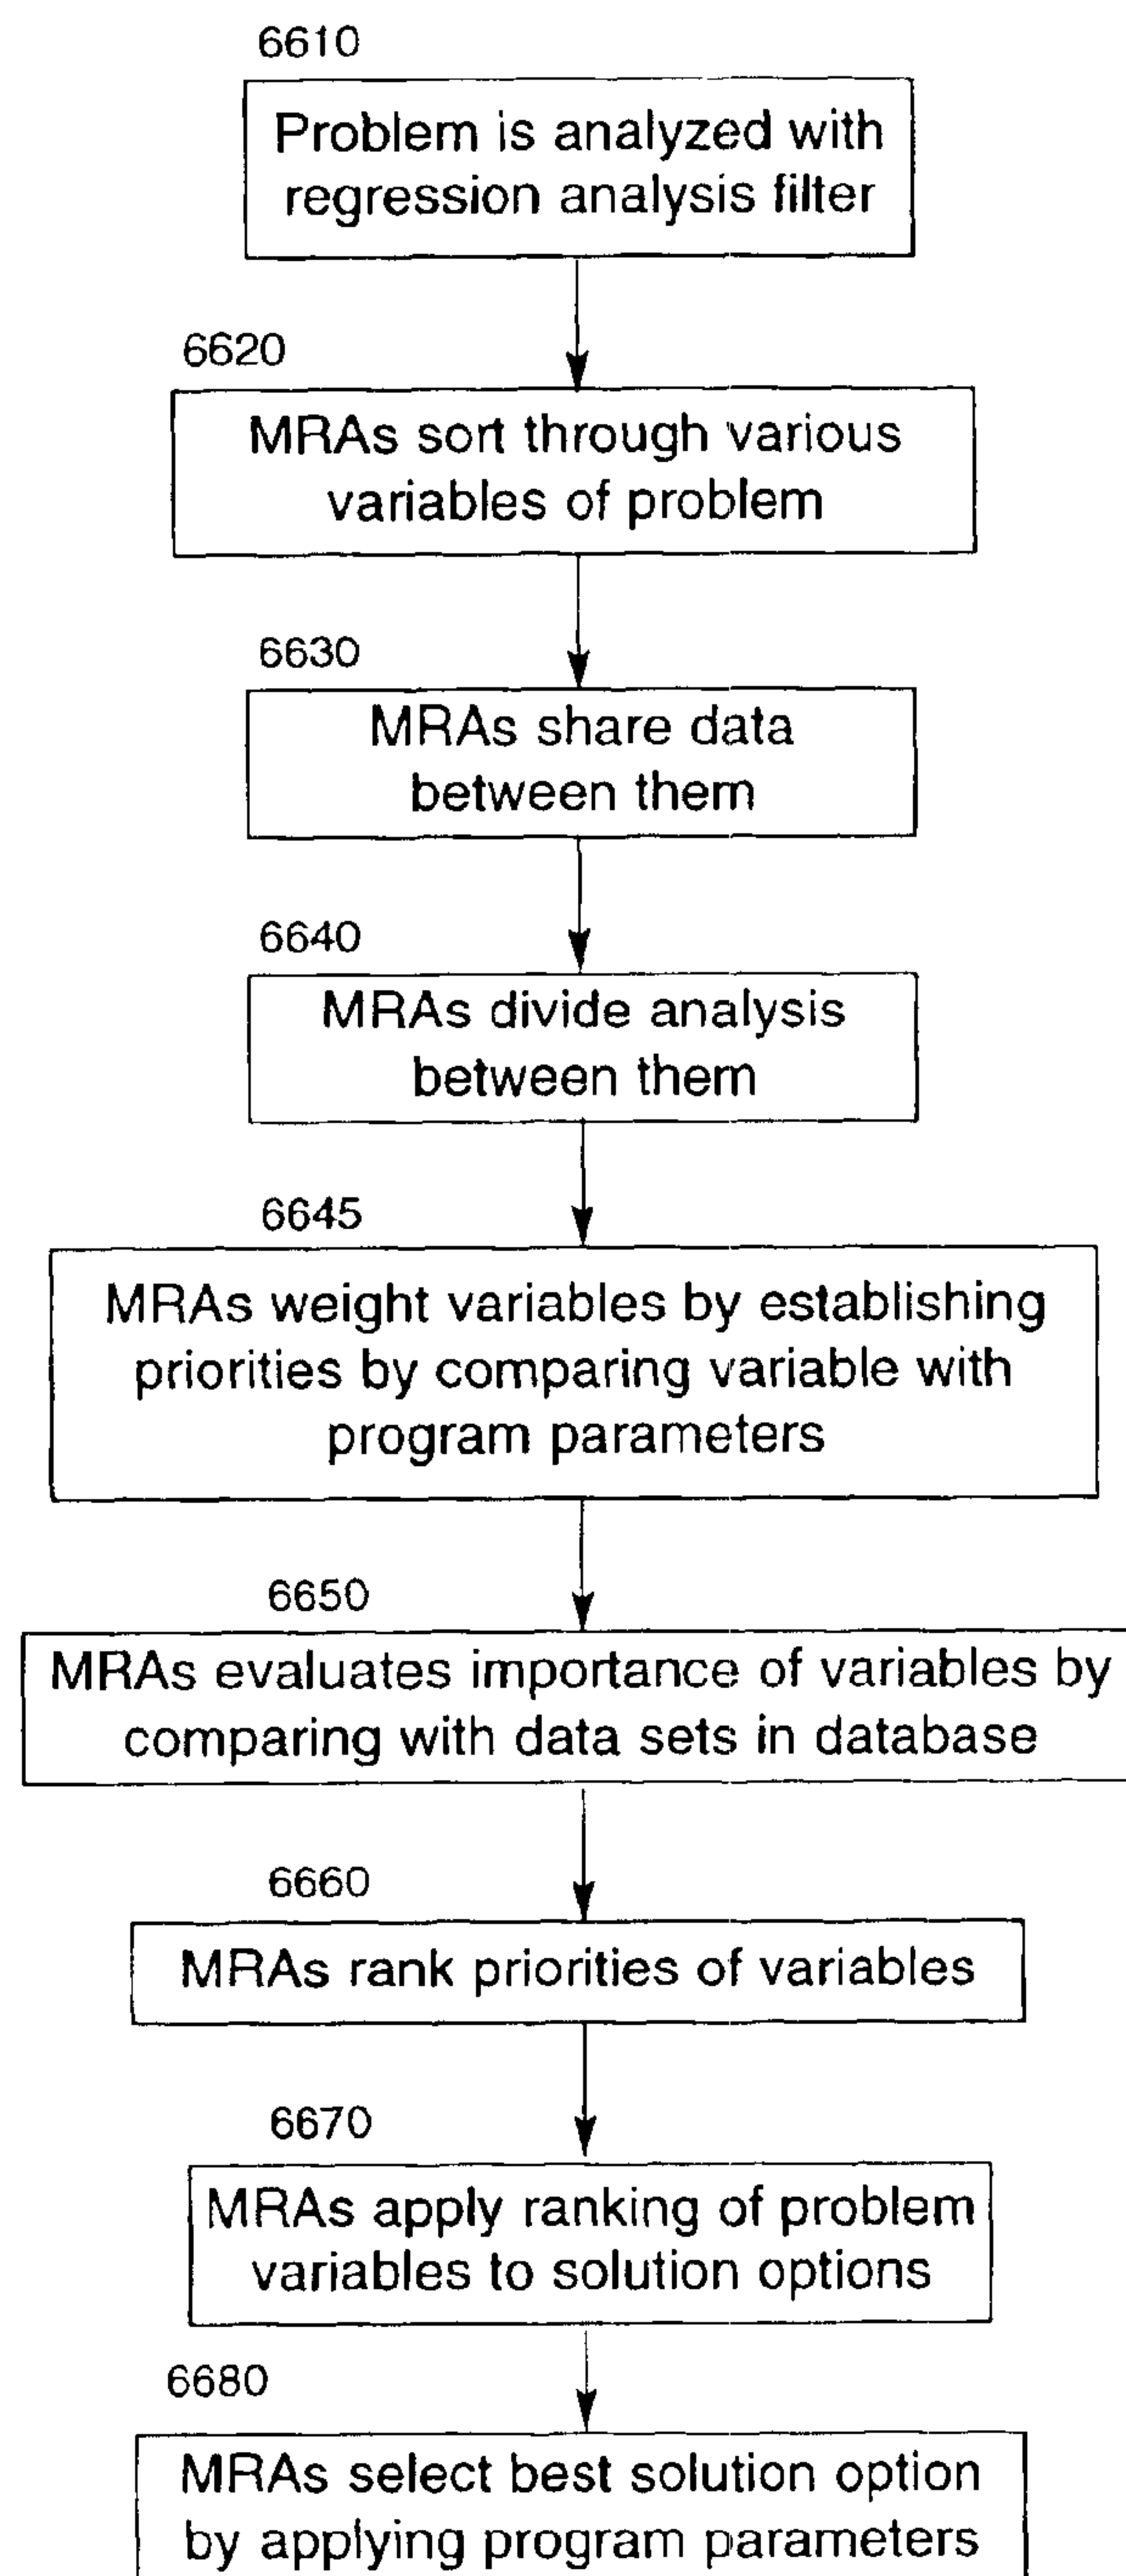 6610
Problem is analyzed with
regression analysis filter
6620
MRAs sort through various
variables of problem
6630
MRAs share data
between them
6640
MRAs divide analysis
between them
6645
MRAs weight variables by establishing
priorities by comparing variable with
program parameters
6650
MRAs evaluates importance of variables by
comparing with data sets in database
6660
MRAs rank priorities of variables
6670
MRAs apply ranking of problem
variables to solution options
6680
MRAs select best solution option
by applying program parameters